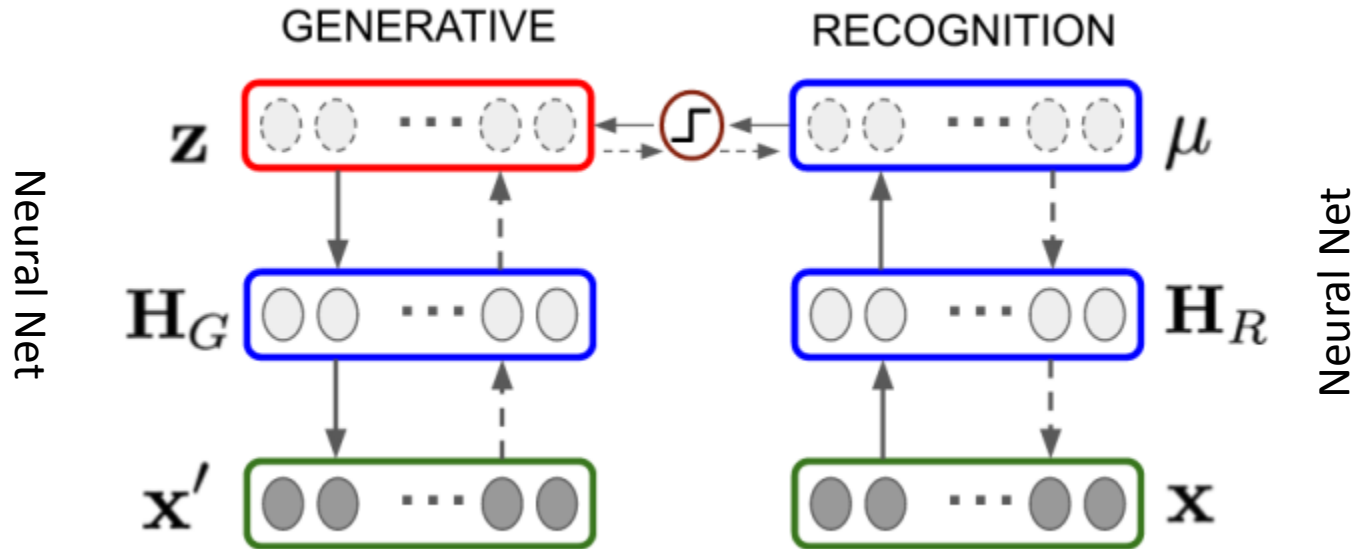 GENERATIVE
RECOGNITION
z
μ
Neural Net
Neural Net
H_G
H_R
x′
x